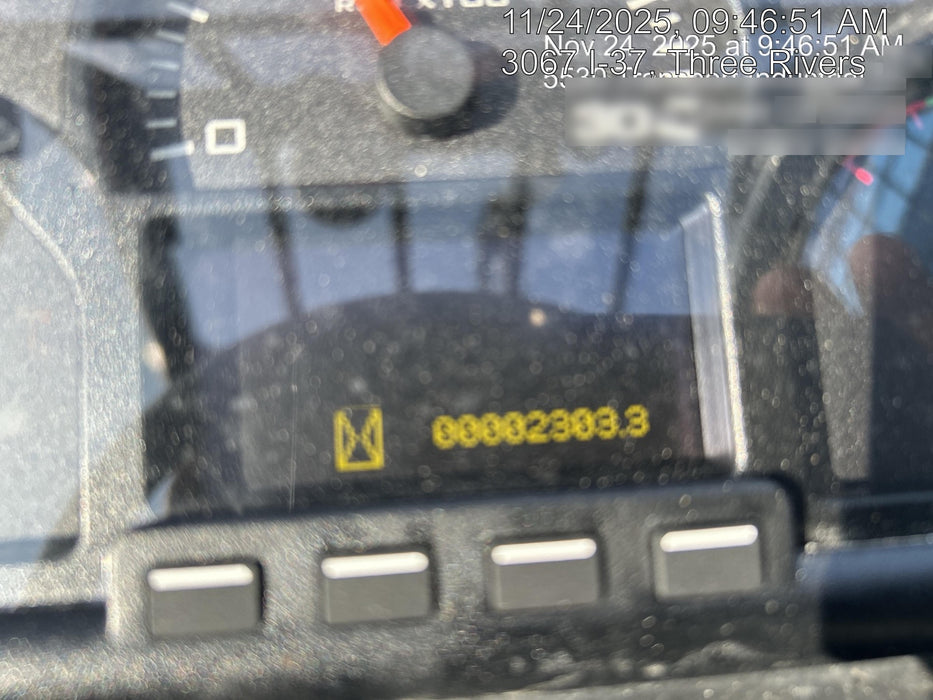 11/24/2025, 09:46:51 AM
Nov 24, 2025 at 9:46:51 AM
3067 I-37, Three Rivers
0
00002303.3